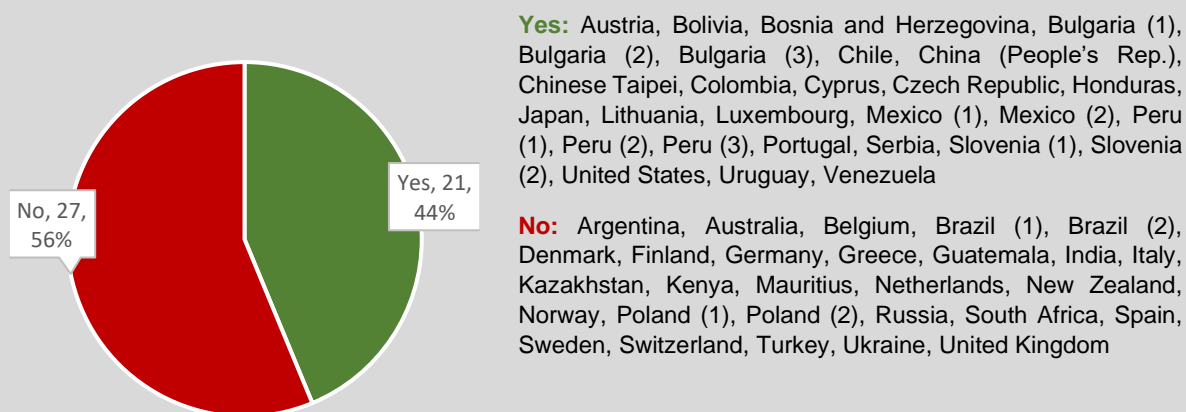 No, 27,
56%
Yes, 21,
44%
Yes: Austria, Bolivia, Bosnia and Herzegovina, Bulgaria (1),
Bulgaria (2), Bulgaria (3), Chile, China (People's Rep.),
Chinese Taipei, Colombia, Cyprus, Czech Republic, Honduras,
Japan, Lithuania, Luxembourg, Mexico (1), Mexico (2), Peru
(1), Peru (2), Peru (3), Portugal, Serbia, Slovenia (1), Slovenia
(2), United States, Uruguay, Venezuela
No: Argentina, Australia, Belgium, Brazil (1), Brazil (2),
Denmark, Finland, Germany, Greece, Guatemala, India, Italy,
Kazakhstan, Kenya, Mauritius, Netherlands, New Zealand,
Norway, Poland (1), Poland (2), Russia, South Africa, Spain,
Sweden, Switzerland, Turkey, Ukraine, United Kingdom